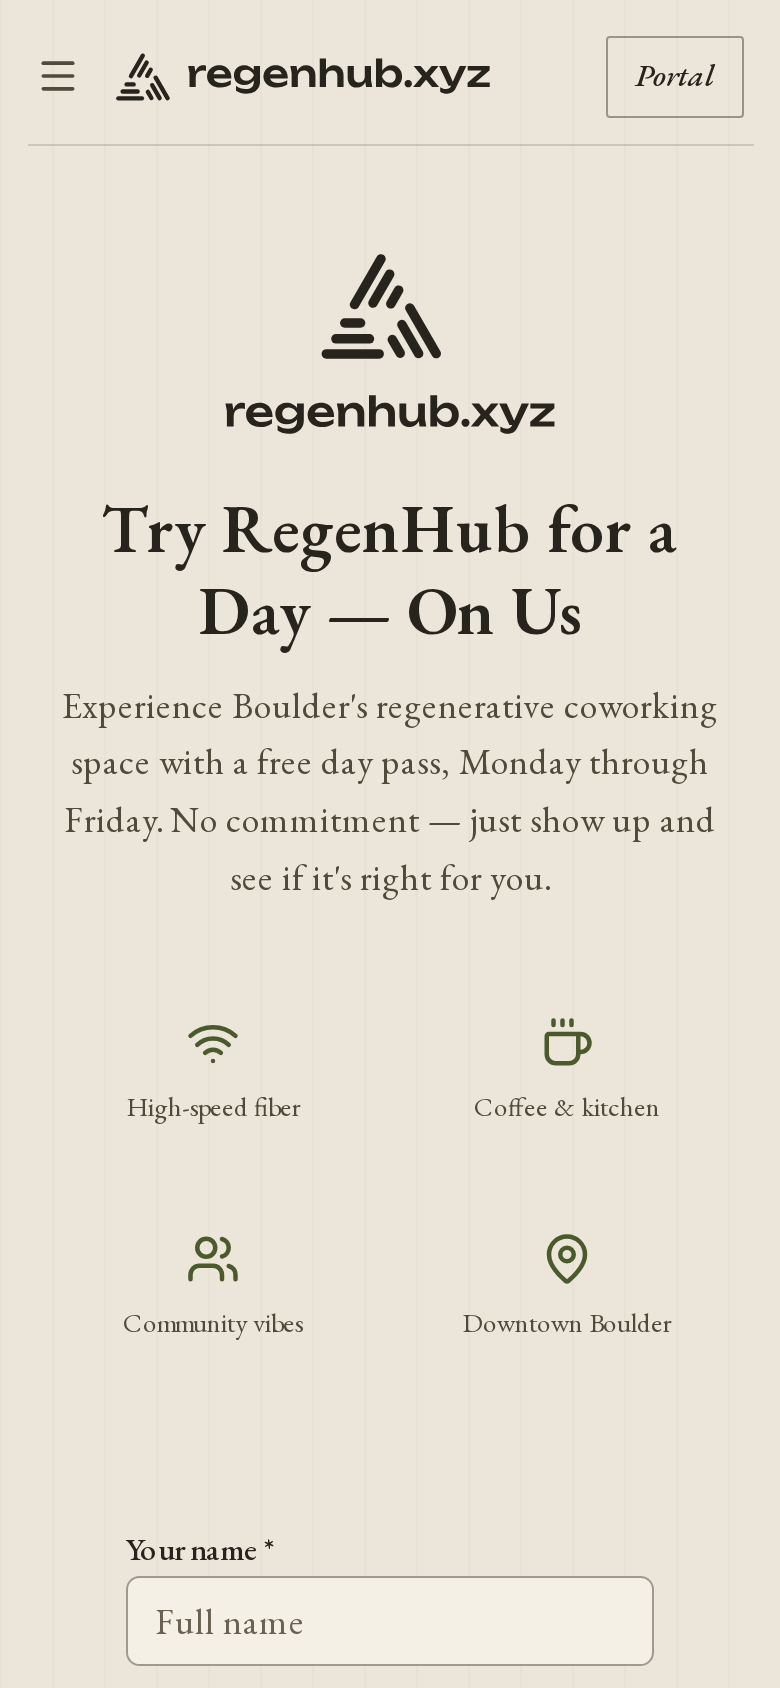 regenhub.xyz
Portal
regenhub.xyz
Try RegenHub for a
Day — On Us
Experience Boulder's regenerative coworking
space with a free day pass, Monday through
Friday. No commitment — just show up and
see if it's right for you.
High-speed fiber
Coffee & kitchen
Community vibes
Downtown Boulder
Your name *
Full name